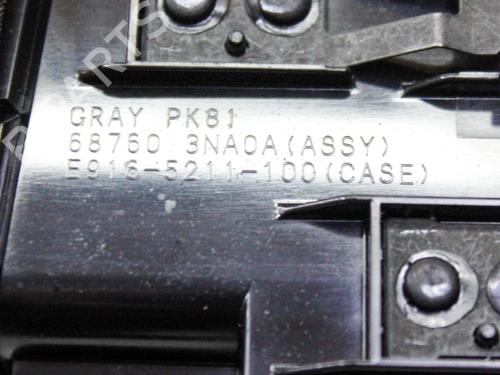 GRAY PK81
68760 3NA0A(ASSY)
E916-5211-100(CASE)